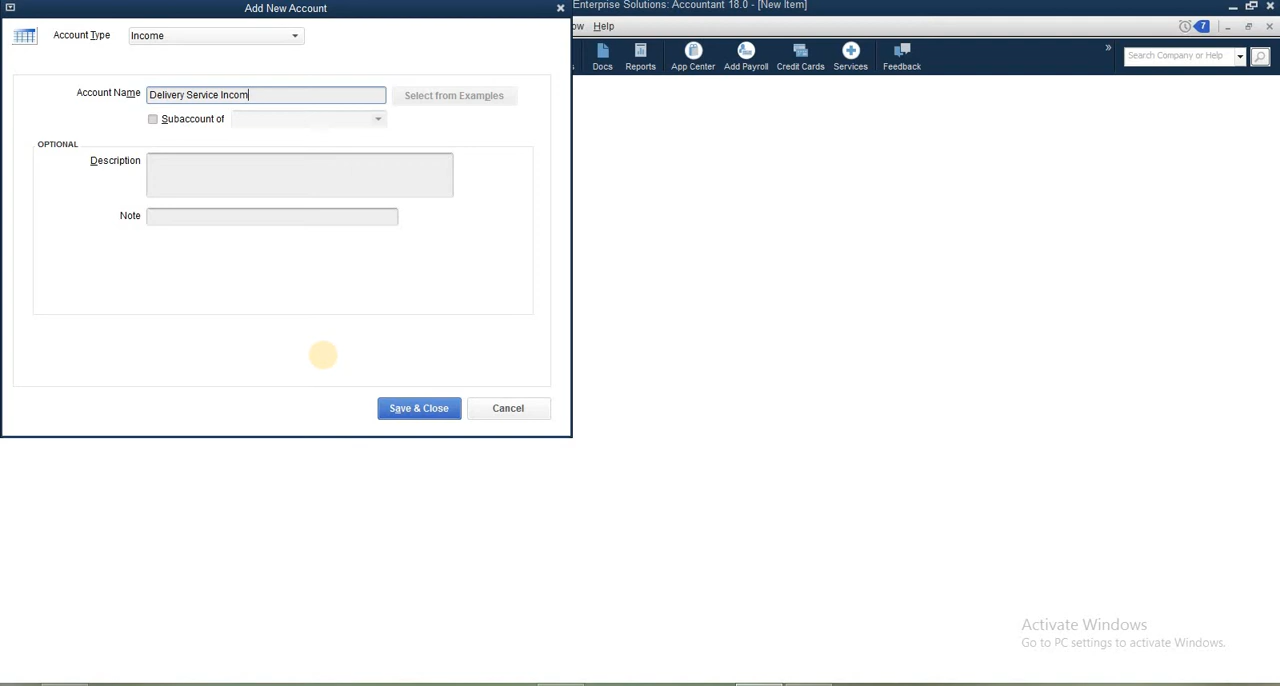 Add New Account
Enterprise Solutions: Accountant 18.0 - [New Item]
Account Type Income
ow Help
7
Docs Reports App Center Add Payroll Credit Cards Services Feedback
»
Search Company or Help
Account Name Delivery Service Incom
Select from Examples
Subaccount of
OPTIONAL
Description
Note
Save & Close
Cancel
Activate Windows
Go to PC settings to activate Windows.